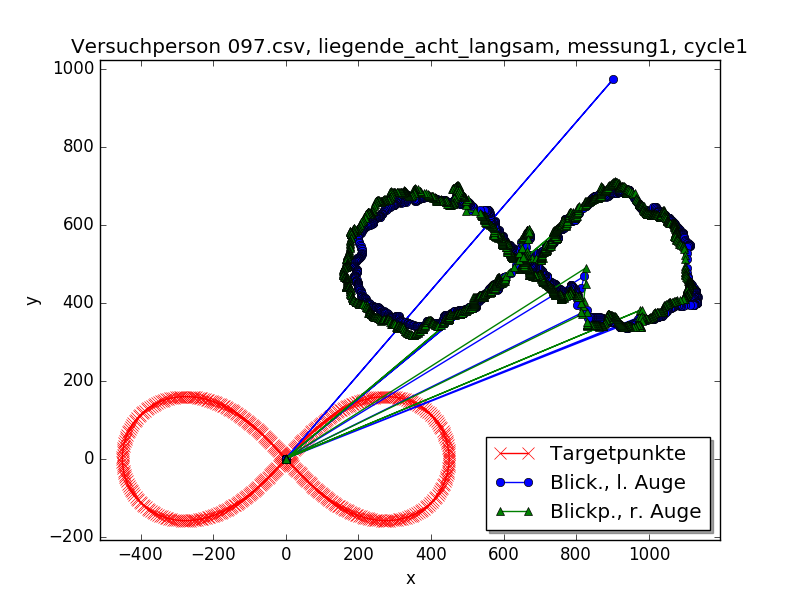 Versuchperson 097.csv, liegende_acht_langsam, messung1, cycle1
1000
800
600
400
200
0
−200
y
−400
−200
0
200
400
600
800
1000
x
Targetpunkte
Blick., l. Auge
Blickp., r. Auge